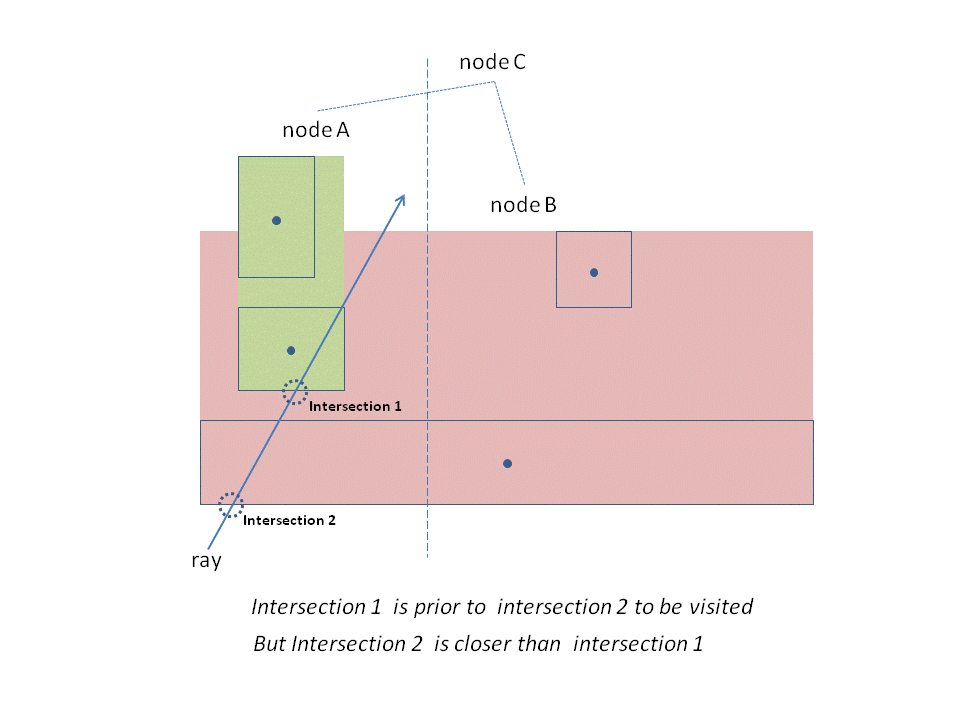 node C
node A
node B
Intersection 1
Intersection 2
ray
Intersection 1 is prior to intersection 2 to be visited
But Intersection 2 is closer than intersection 1